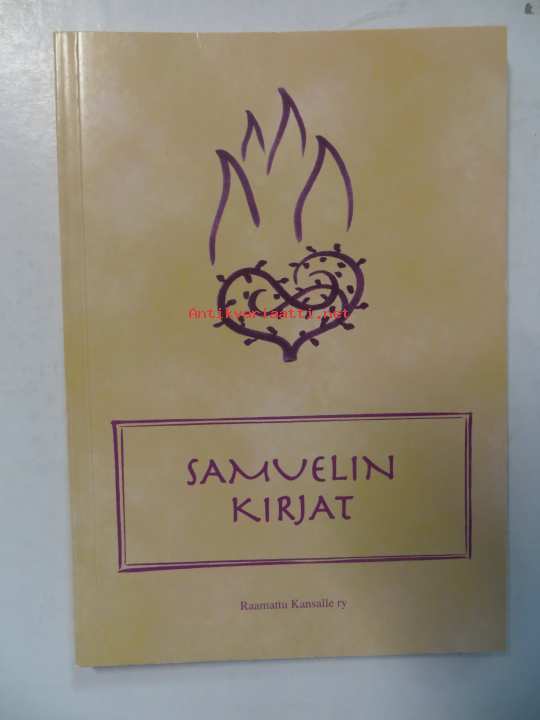 Antikvariaatti.net
SAMUELIN
KIRJAT
Raamattu Kansalle ry